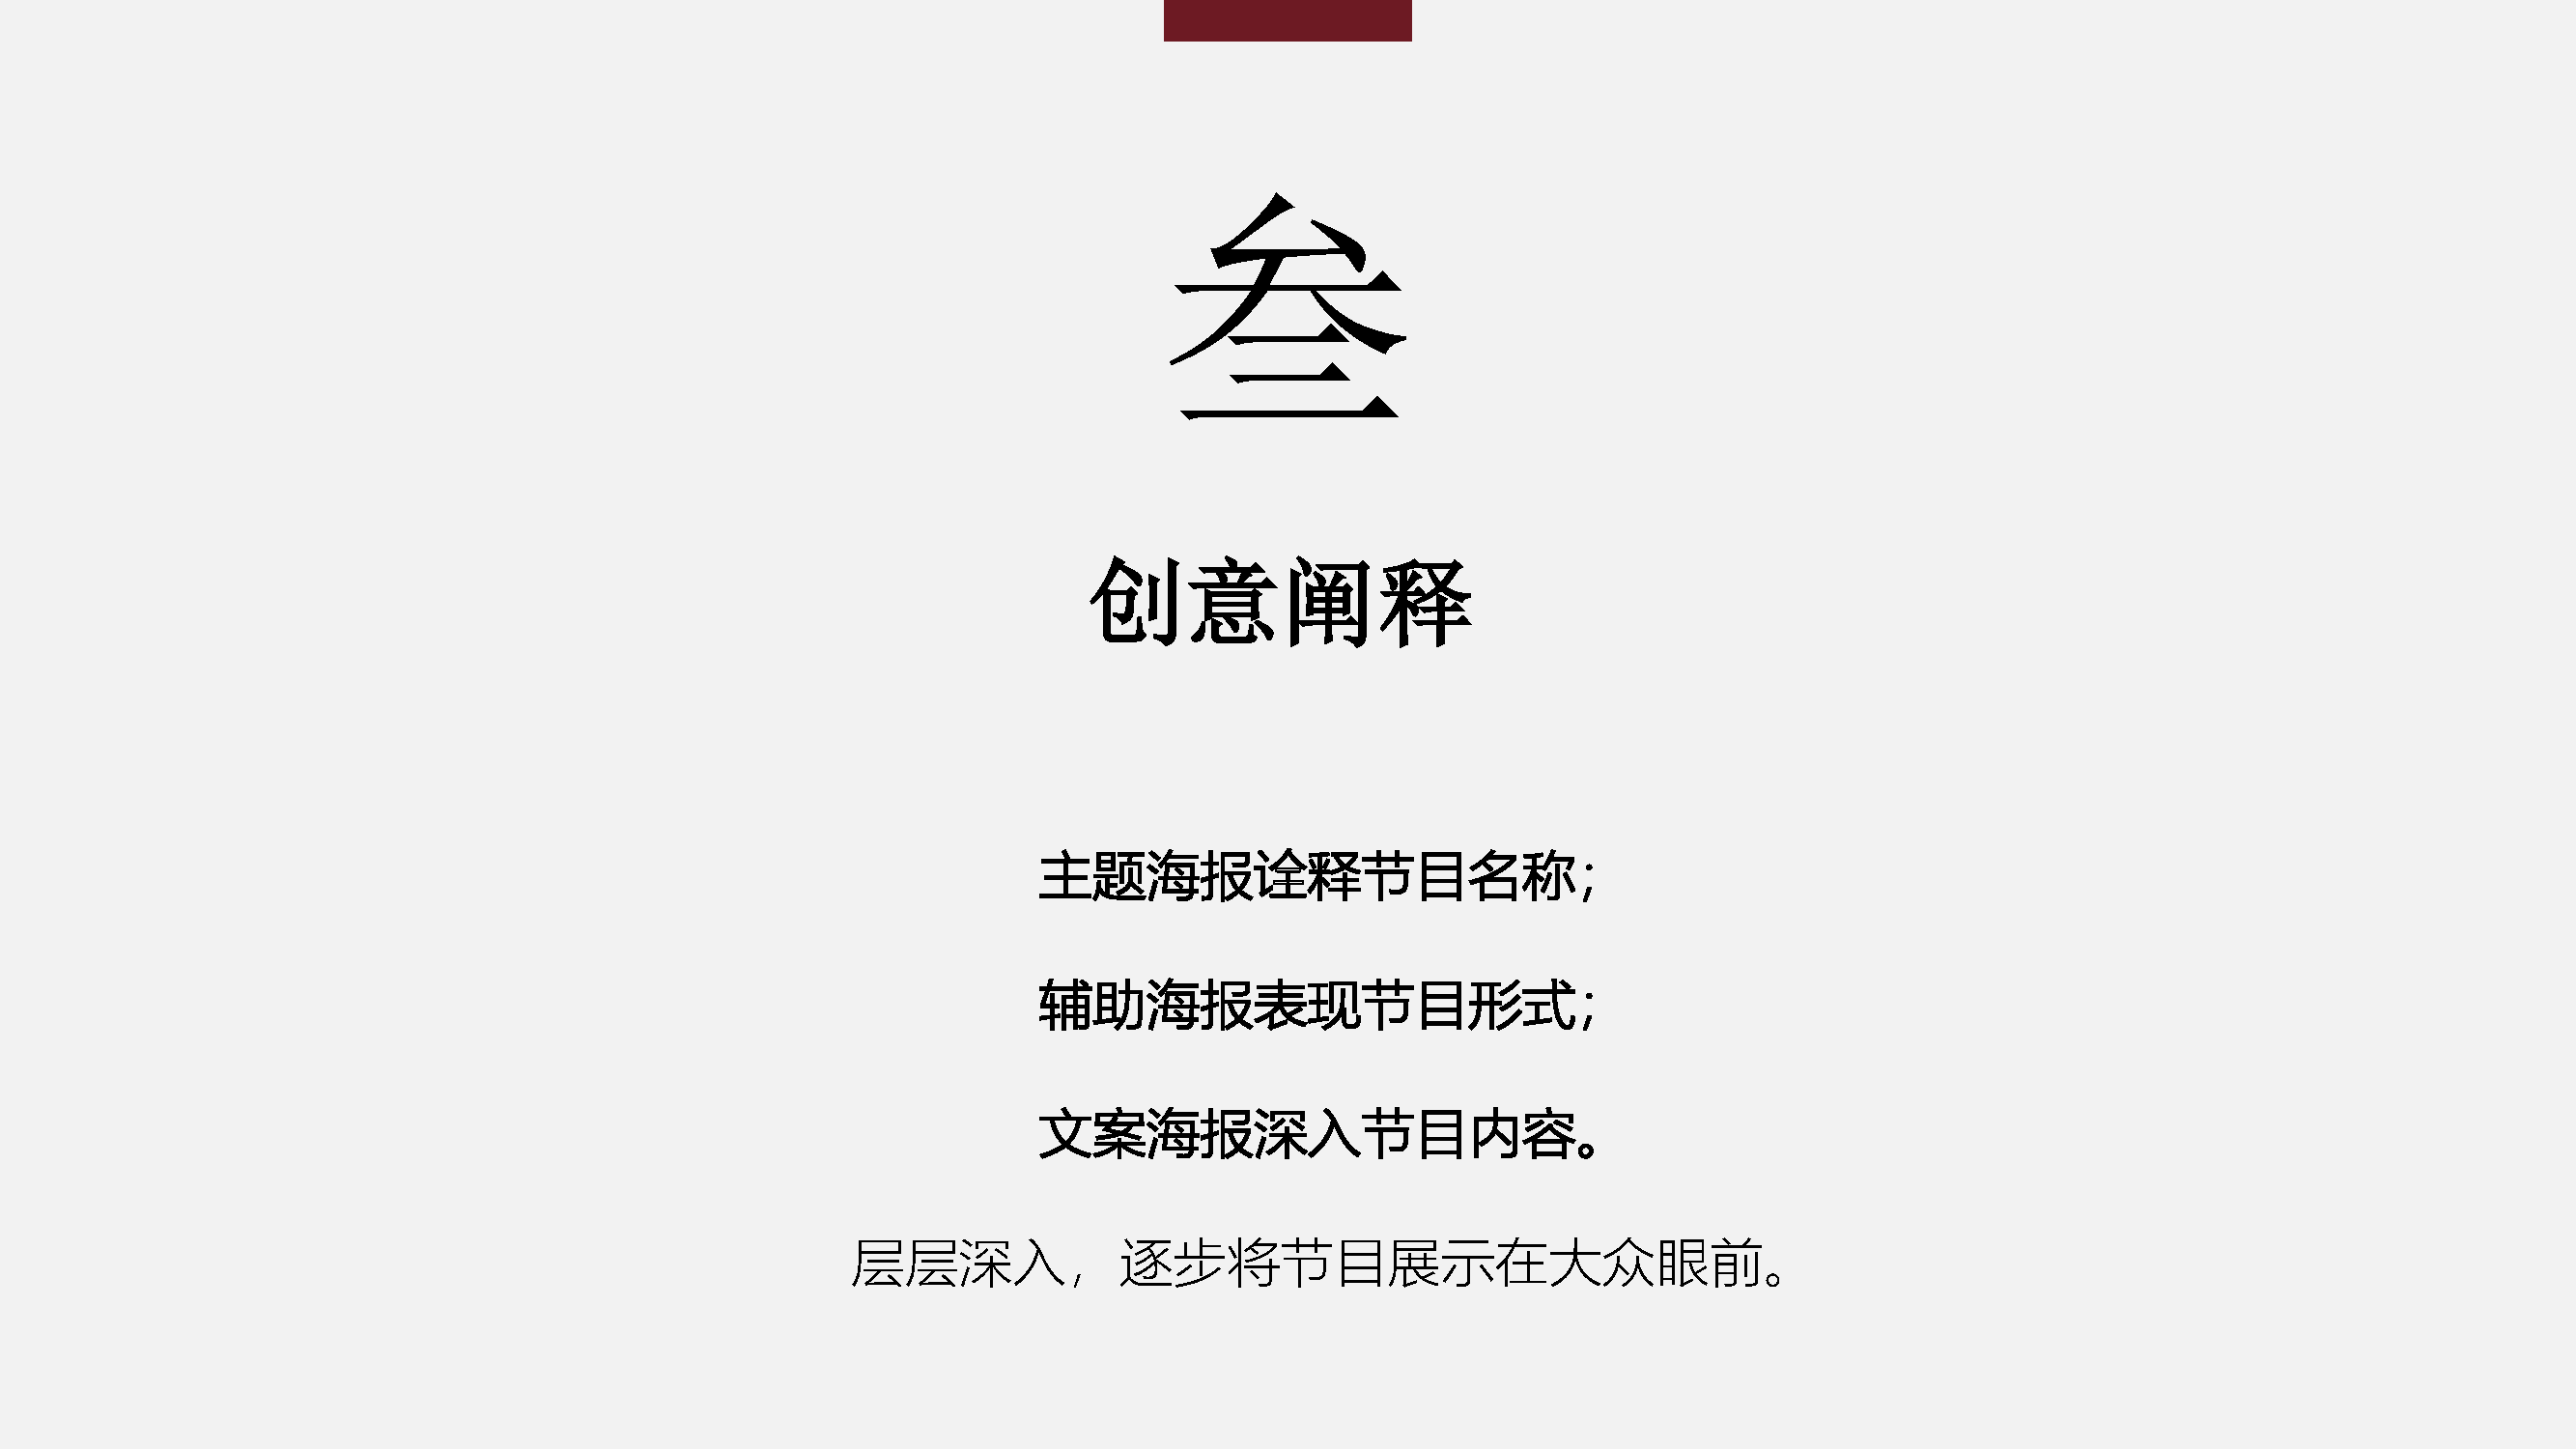 叁
创意阐释
主题海报诠释节目名称；
辅助海报表现节目形式；
文案海报深入节目内容。
层层深入，逐步将节目展示在大众眼前。